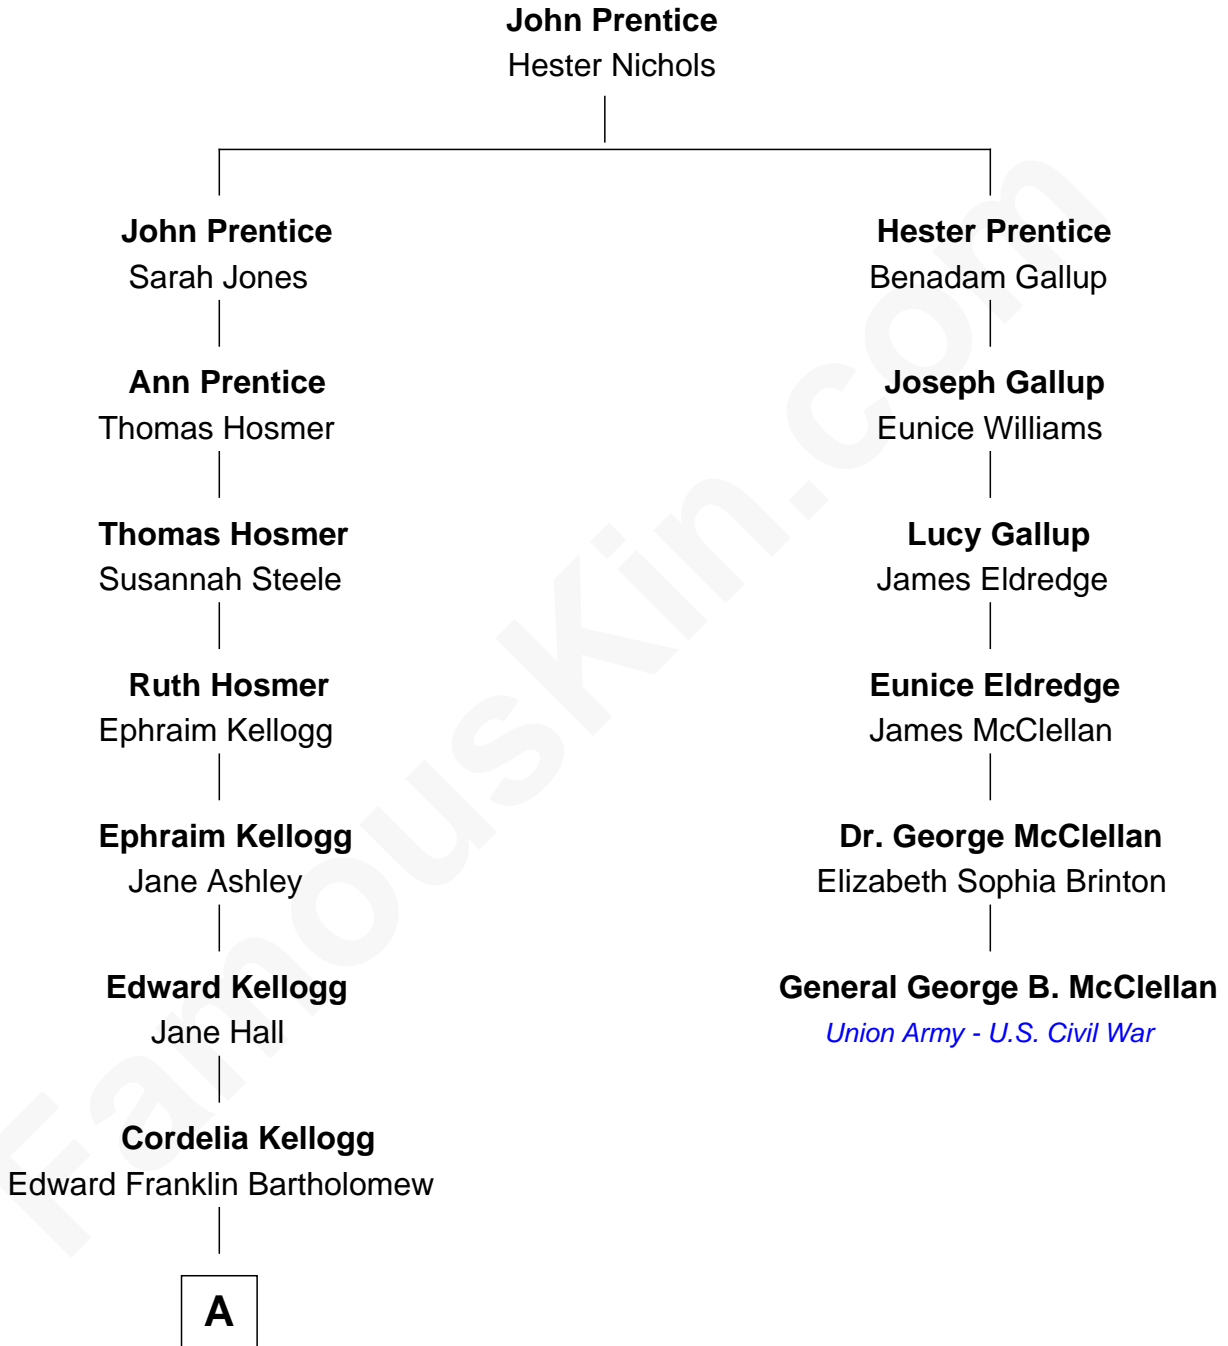 John Prentice
Hester Nichols
John Prentice
Sarah Jones
Hester Prentice
Benadam Gallup
Ann Prentice
Thomas Hosmer
Joseph Gallup
Eunice Williams
Thomas Hosmer
Susannah Steele
Lucy Gallup
James Eldredge
Ruth Hosmer
Ephraim Kellogg
Eunice Eldredge
James McClellan
Ephraim Kellogg
Jane Ashley
Dr. George McClellan
Elizabeth Sophia Brinton
Edward Kellogg
Jane Hall
General George B. McClellan
Union Army - U.S. Civil War
Cordelia Kellogg
Edward Franklin Bartholomew
A
FamousKin.com